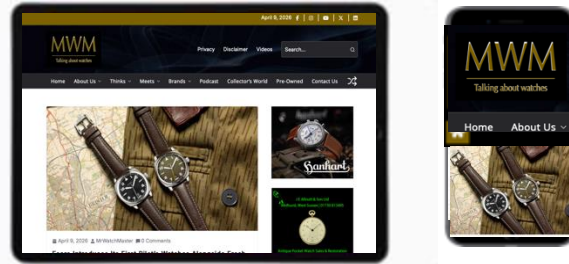 April 8, 2026
MWM
Talking about watches
Privacy Disclaimer Videos Search...
Home About Us Thinks Meets Brands Podcast Collector's World Pre-Owned Contact Us
Hanhart
April 8, 2026 MrWatchMaster 0 Comments
MWM
Talking about watches
Home About Us